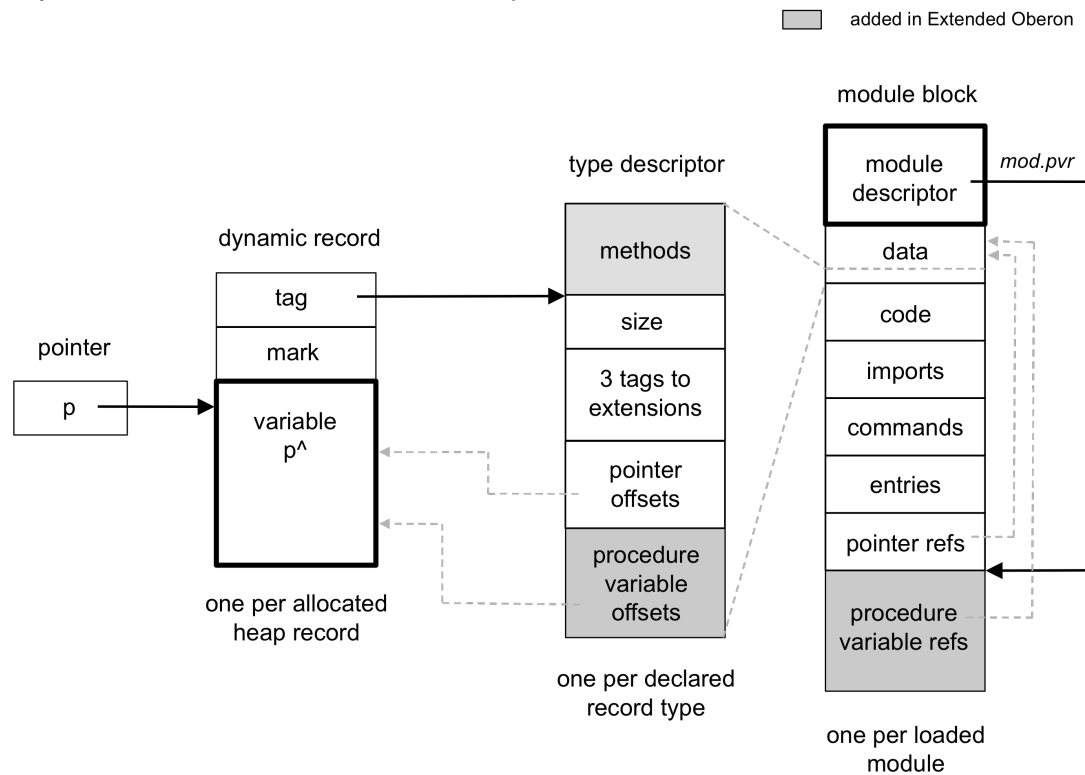 added in Extended Oberon
module block
module
descriptor
mod.pvr
type descriptor
methods
data
dynamic record
tag
size
code
pointer
mark
3 tags to
extensions
imports
p
variable
p^
commands
pointer
offsets
entries
pointer refs
procedure
variable
offsets
procedure
variable refs
one per allocated
heap record
one per declared
record type
one per loaded
module